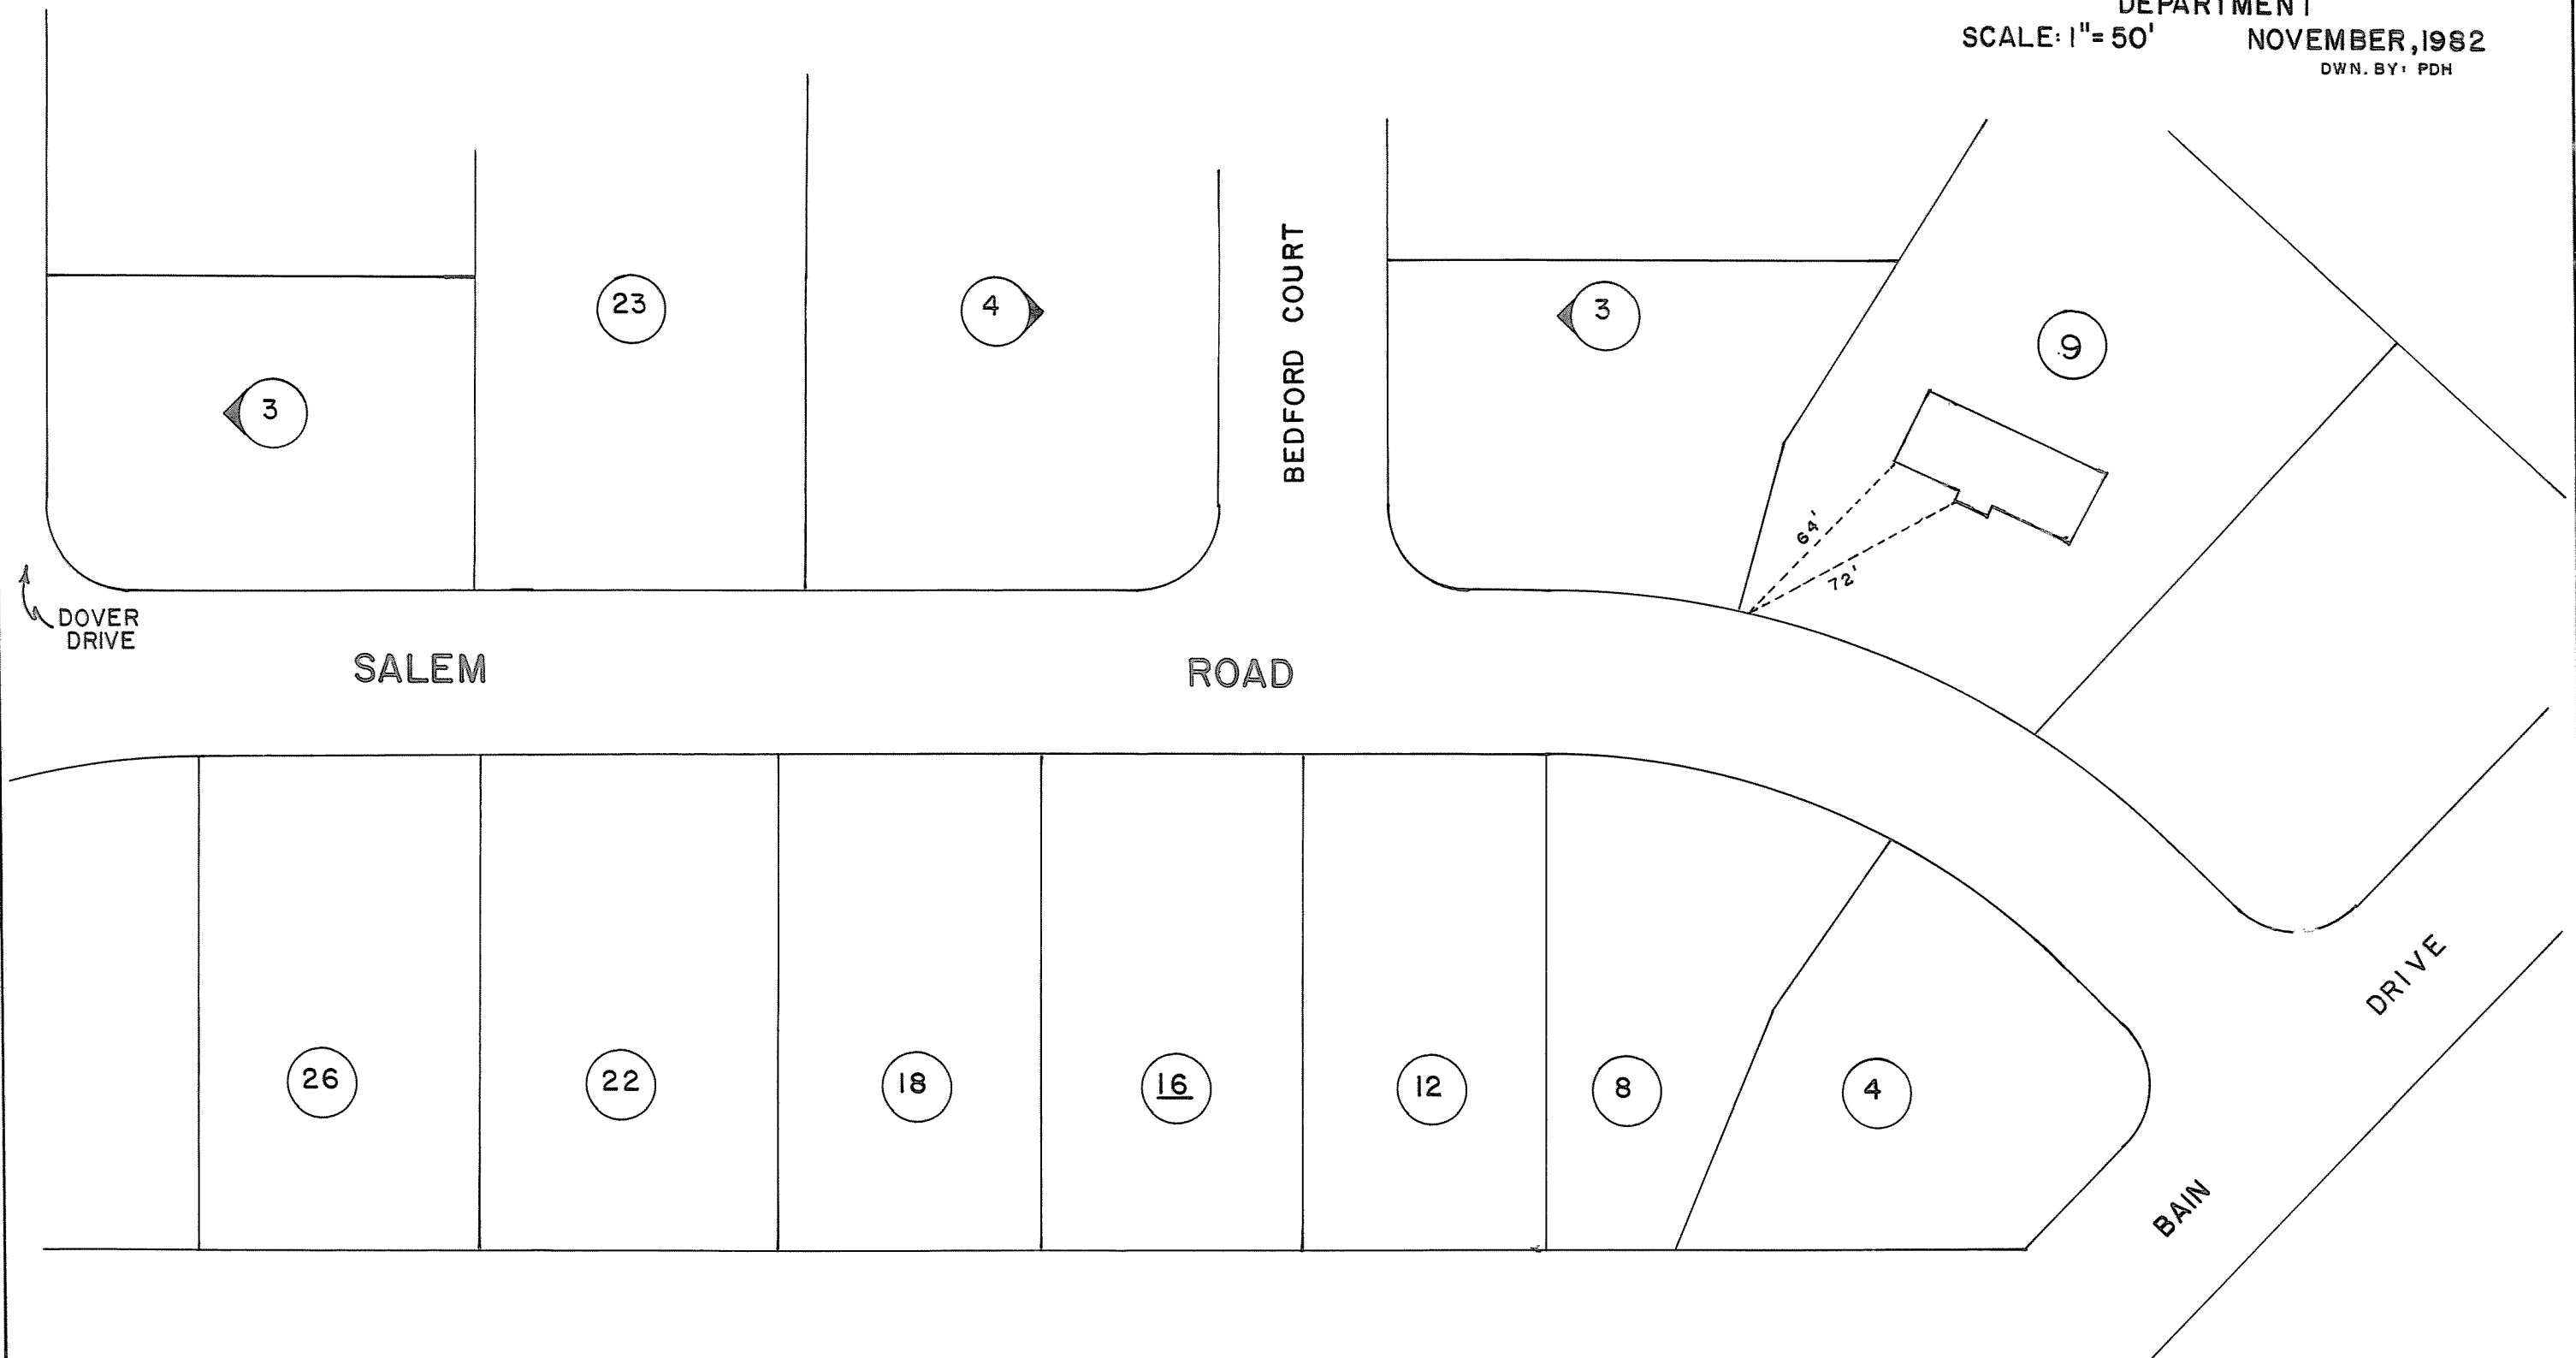 DEPARTMENT
SCALE: 1"= 50' NOVEMBER, 1982
DWN. BY: PDH
23
4
BEDFORD COURT
3
9
3
64'
72'
DOVER
DRIVE
SALEM ROAD
26
22
18
16
12
8
4
BAIN DRIVE